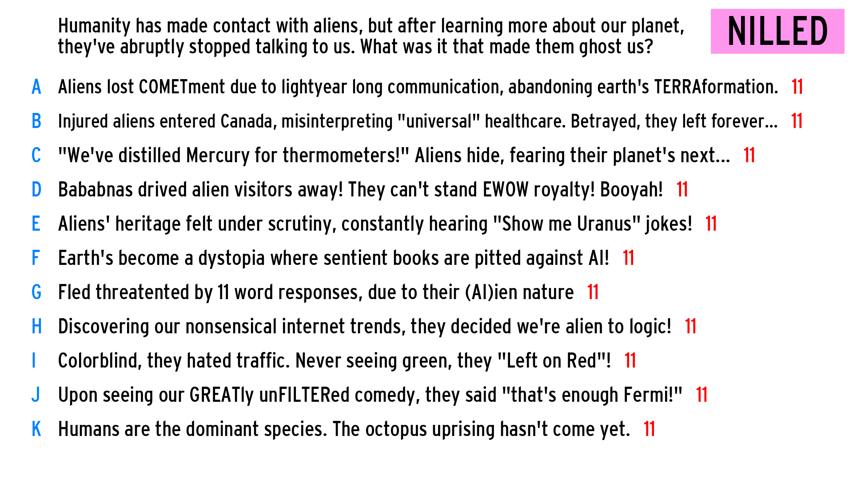 Humanity has made contact with aliens, but after learning more about our planet,
they've abruptly stopped talking to us. What was it that made them ghost us?
NILLED
A Aliens lost COMETment due to lightyear long communication, abandoning earth's TERRAformation. 11
B Injured aliens entered Canada, misinterpreting "universal" healthcare. Betrayed, they left forever... 11
C "We've distilled Mercury for thermometers!" Aliens hide, fearing their planet's next... 11
D Bababnas drived alien visitors away! They can't stand EWOW royalty! Booyah! 11
E Aliens' heritage felt under scrutiny, constantly hearing "Show me Uranus" jokes! 11
F Earth's become a dystopia where sentient books are pitted against AI! 11
G Fled threatented by 11 word responses, due to their (AI)ien nature 11
H Discovering our nonsensical internet trends, they decided we're alien to logic! 11
I Colorblind, they hated traffic. Never seeing green, they "Left on Red"! 11
J Upon seeing our GREATly unFILTERed comedy, they said "that's enough Fermi!" 11
K Humans are the dominant species. The octopus uprising hasn't come yet. 11